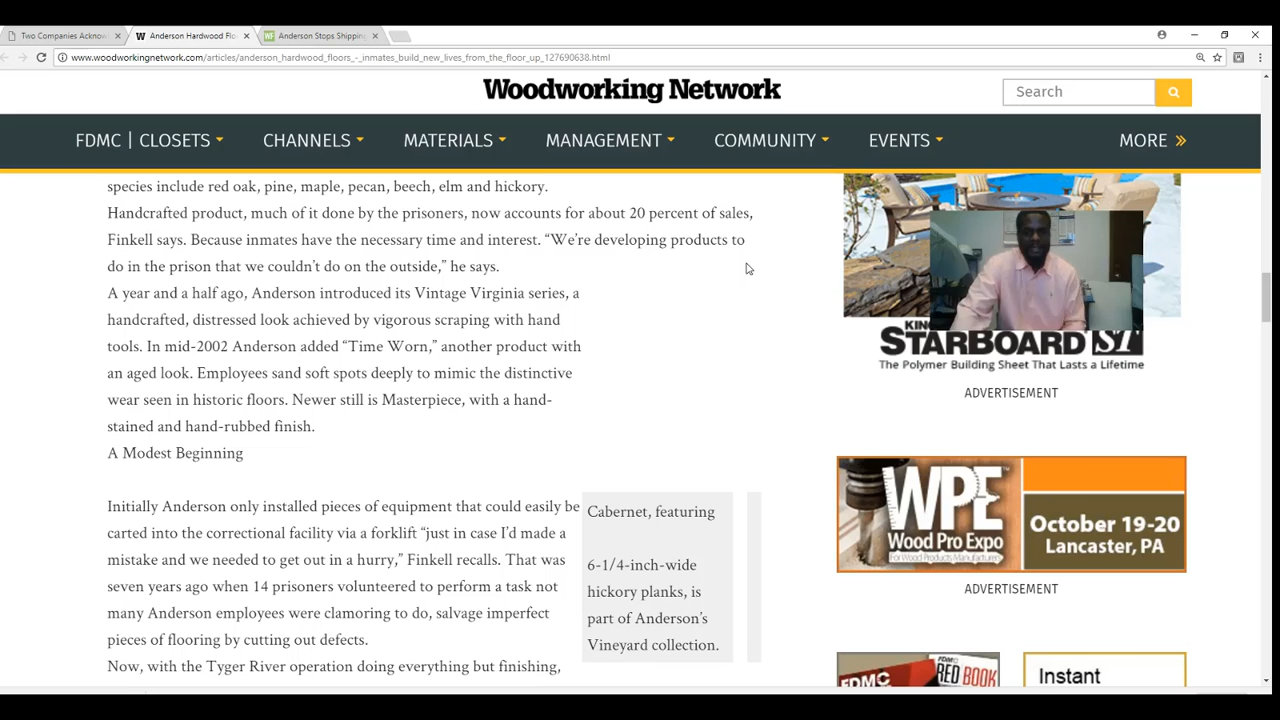 Two Companies Acknow
Anderson Hardwood Flo
Anderson Stops Shippin
www.woodworkingnetwork.com/articles/anderson_hardwood_floors_-_inmates_build_new_lives_from_the_floor_up_127690638.html
Woodworking Network
Search
FDMC | CLOSETS
CHANNELS
MATERIALS
MANAGEMENT
COMMUNITY
EVENTS
MORE
species include red oak, pine, maple, pecan, beech, elm and hickory.
Handcrafted product, much of it done by the prisoners, now accounts for about 20 percent of sales,
Finkell says. Because inmates have the necessary time and interest. “We’re developing products to
do in the prison that we couldn’t do on the outside,” he says.
A year and a half ago, Anderson introduced its Vintage Virginia series, a
handcrafted, distressed look achieved by vigorous scraping with hand
tools. In mid-2002 Anderson added “Time Worn,” another product with
an aged look. Employees sand soft spots deeply to mimic the distinctive
wear seen in historic floors. Newer still is Masterpiece, with a hand-
stained and hand-rubbed finish.
A Modest Beginning
Initially Anderson only installed pieces of equipment that could easily be
carted into the correctional facility via a forklift “just in case I’d made a
mistake and we needed to get out in a hurry,” Finkell recalls. That was
seven years ago when 14 prisoners volunteered to perform a task not
many Anderson employees were clamoring to do, salvage imperfect
pieces of flooring by cutting out defects.
Now, with the Tyger River operation doing everything but finishing,
Cabernet, featuring
6-1/4-inch-wide
hickory planks, is
part of Anderson’s
Vineyard collection.
KING
STARBOARD ST
The Polymer Building Sheet That Lasts a Lifetime
ADVERTISEMENT
WPE
Wood Pro Expo
For Wood Products Manufacturers
October 19-20
Lancaster, PA
ADVERTISEMENT
FDMC
FDMC
RED BOOK
Instant